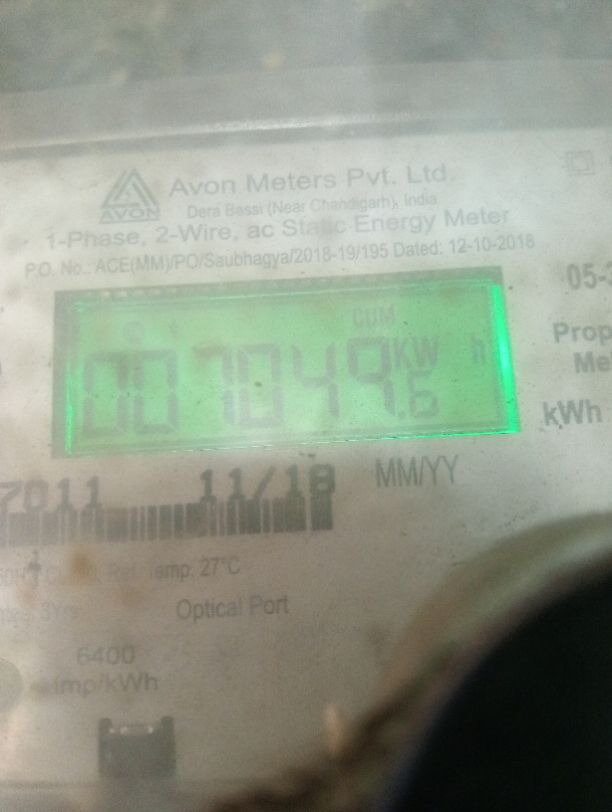 Avon Meters Pvt. Ltd.
AVON
Dera Bassi (Near Chandigarh), India
1-Phase, 2-Wire, ac Static Energy Meter
P.O. No.: ACE(MM)/PO/Saubhagya/2018-19/195 Dated: 12-10-2018
05-
CUM
007049.6 KW h
Prop
Me
kWh
7011 11/18 MM/YY
Temp: 27°C
Optical Port
6400
imp/kWh